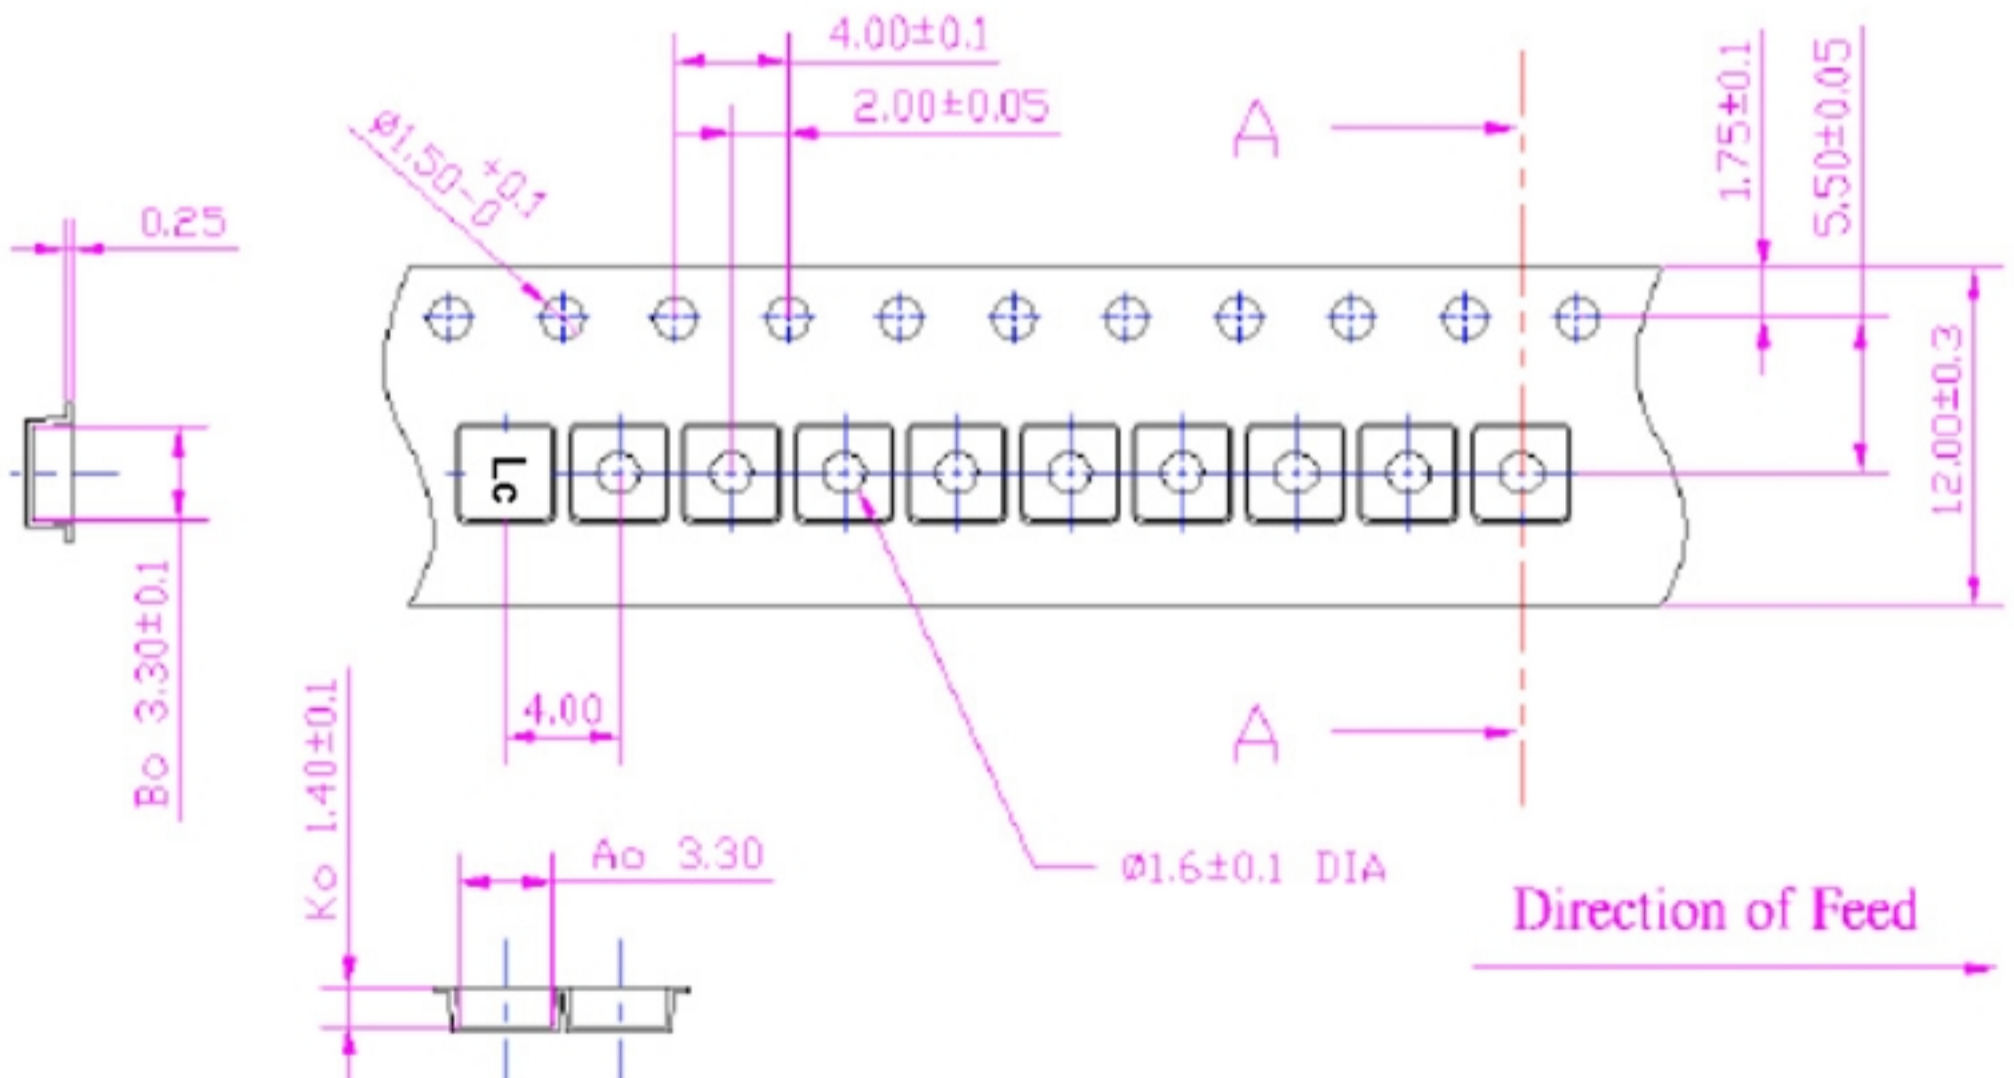 4.00±0.1
2.00±0.05
Ø1.50 +0.1
-0
A
1.75±0.1
5.50±0.05
0.25
12.00±0.3
Lc
Bo 3.30±0.1
4.00
A
Ko 1.40±0.1
Ao 3.30
Ø1.6±0.1 DIA
Direction of Feed